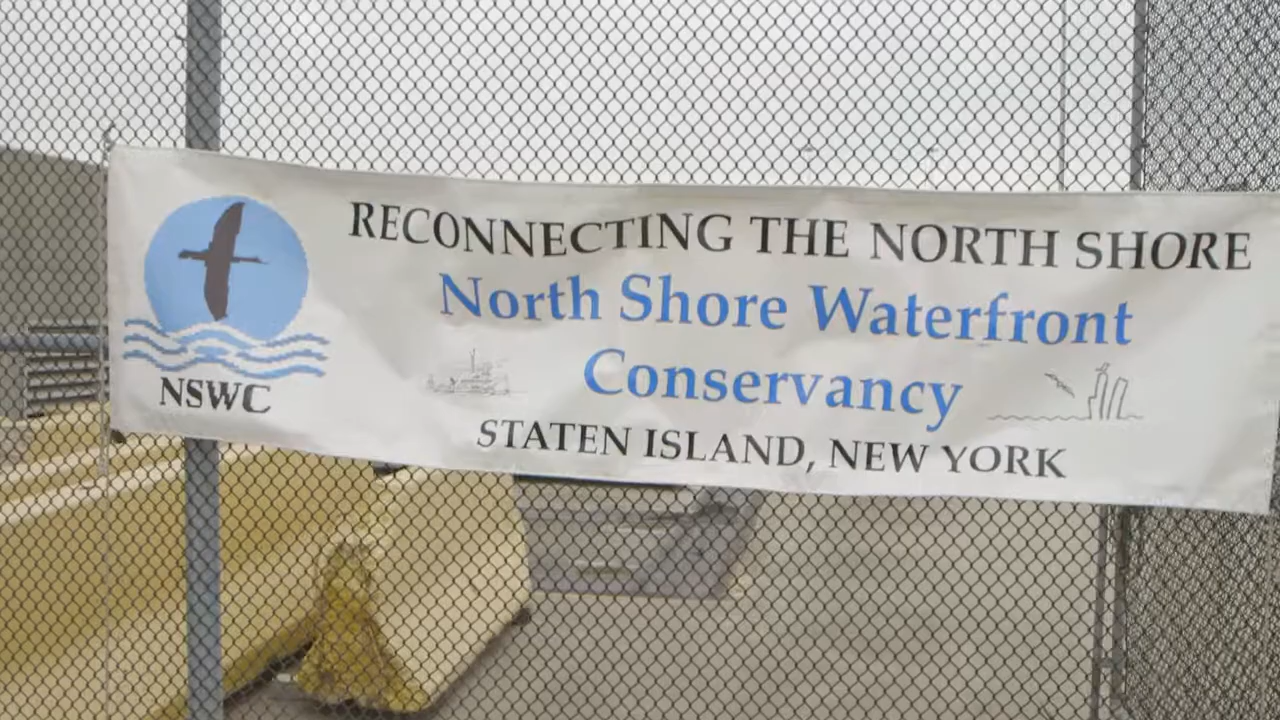 RECONNECTING THE NORTH SHORE
North Shore Waterfront
Conservancy
STATEN ISLAND, NEW YORK
NSWC